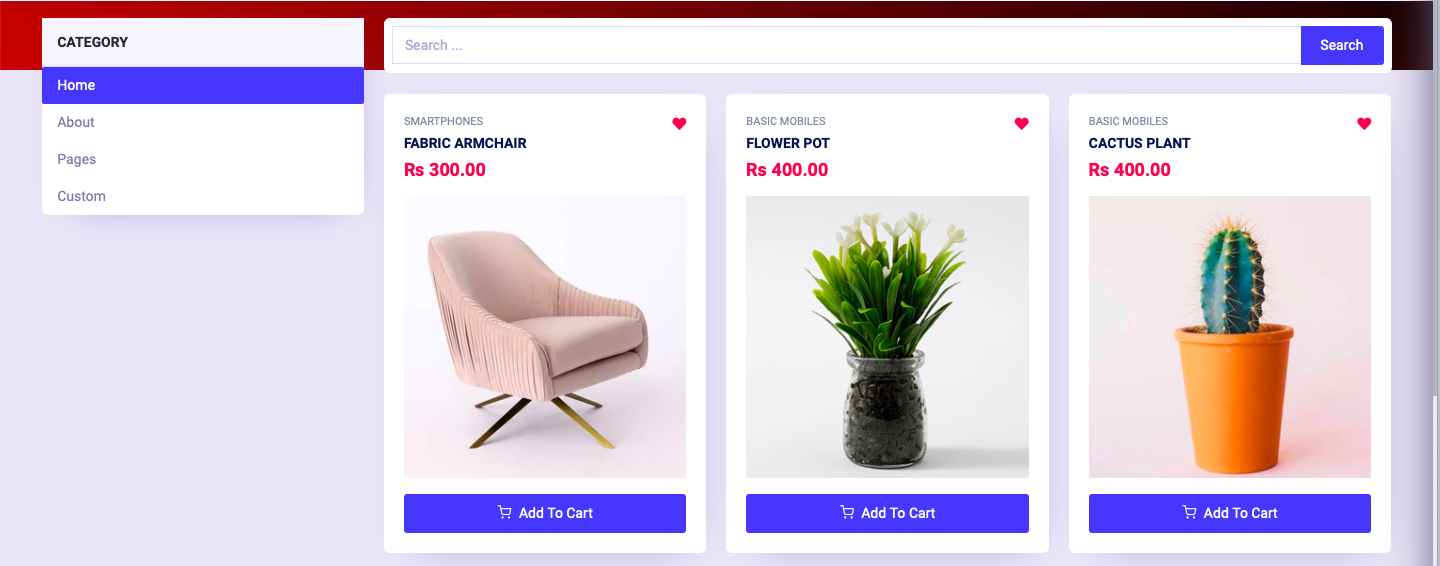 CATEGORY
Home
About
Pages
Custom
Search ...
Search
SMARTPHONES
FABRIC ARMCHAIR
Rs 300.00
Add To Cart
BASIC MOBILES
FLOWER POT
Rs 400.00
Add To Cart
BASIC MOBILES
CACTUS PLANT
Rs 400.00
Add To Cart